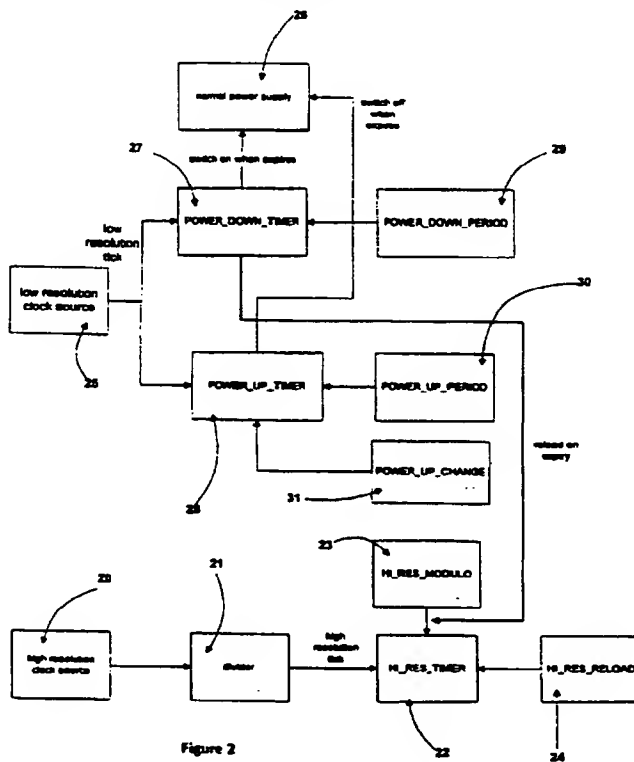 26
normal power supply
switch off
when
expires
27
switch on when expires
29
POWER_DOWN_TIMER
POWER_DOWN_PERIOD
low
resolution
tick
low resolution
clock source
25
30
POWER_UP_TIMER
POWER_UP_PERIOD
reload on
expiry
28
POWER_UP_CHANGE
31
23
HI_RES_MODULO
20
21
high resolution
clock source
divider
high
resolution
tick
HI_RES_TIMER
HI_RES_RELOAD
22
24
Figure 2